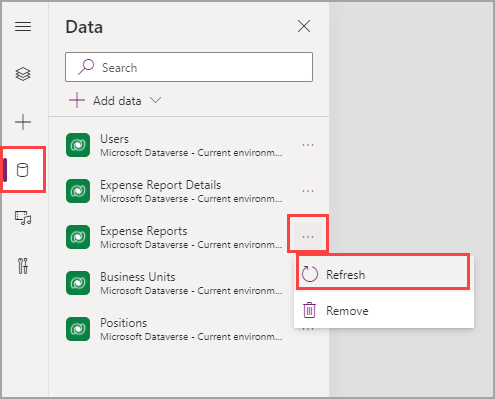 Data
Search
Add data
Users
Microsoft Dataverse - Current environm...
Expense Report Details
Microsoft Dataverse - Current environm...
Expense Reports
Microsoft Dataverse - Current environm...
Refresh
Business Units
Microsoft Dataverse - Current environm...
Remove
Positions
Microsoft Dataverse - Current environm...